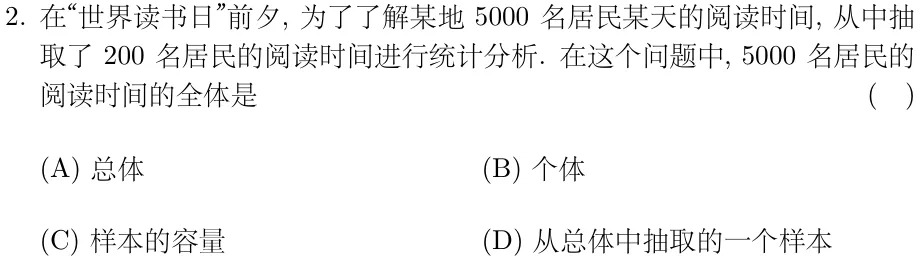 2. 在“世界读书日”前夕, 为了了解某地 5000 名居民某天的阅读时间, 从中抽
取了 200 名居民的阅读时间进行统计分析. 在这个问题中, 5000 名居民的
阅读时间的全体是 ( )
(A) 总体 (B) 个体
(C) 样本的容量 (D) 从总体中抽取的一个样本